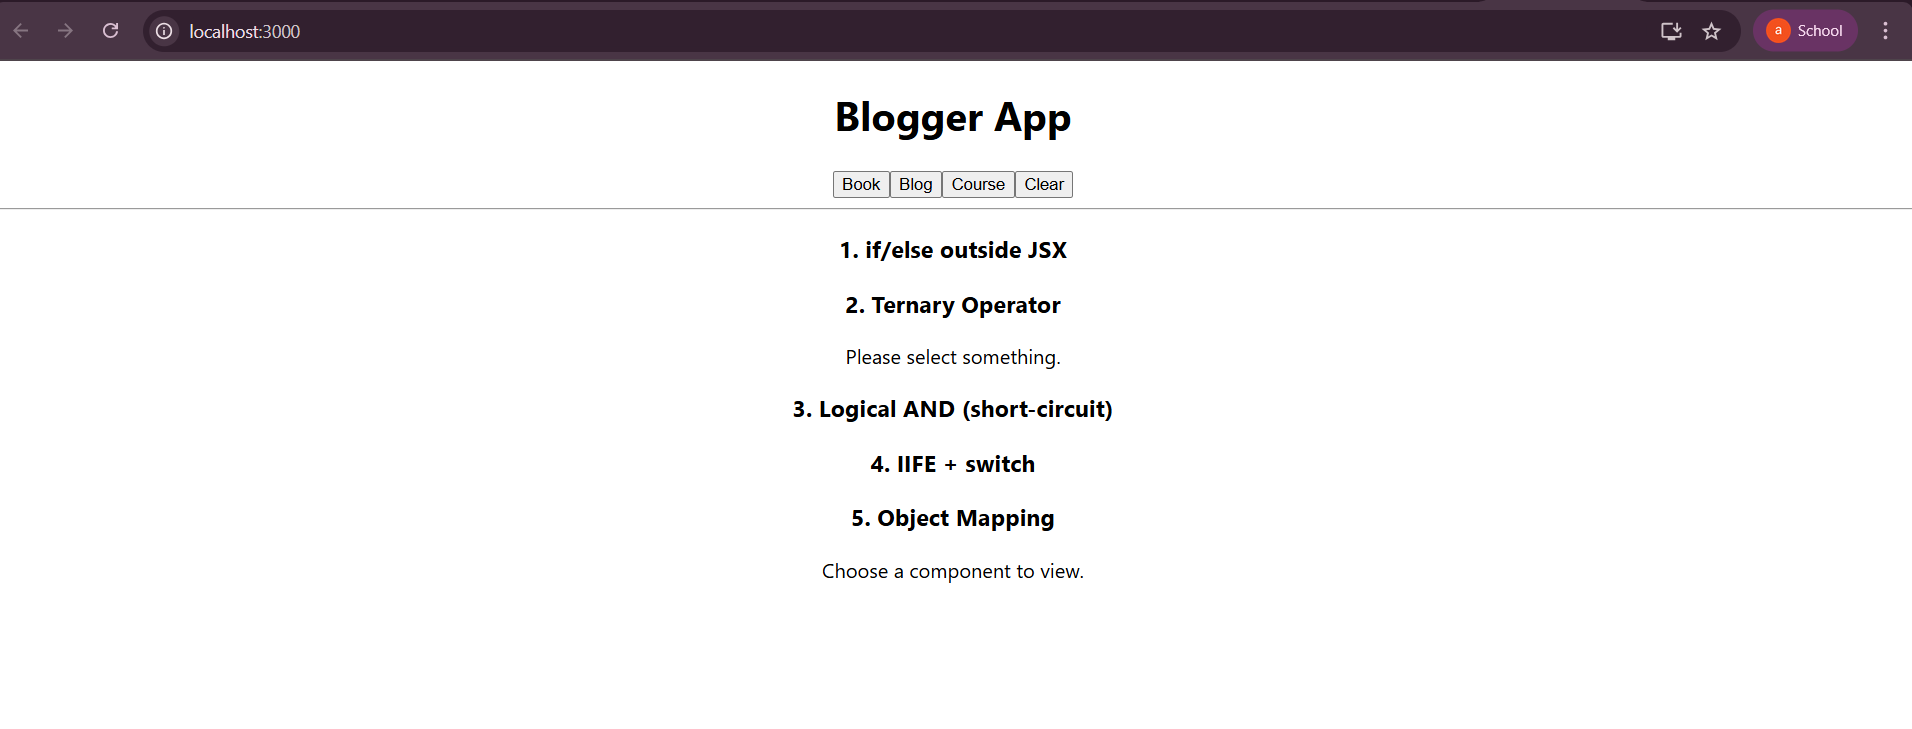 localhost:3000
a School
Blogger App
Book Blog Course Clear
1. if/else outside JSX
2. Ternary Operator
Please select something.
3. Logical AND (short-circuit)
4. IIFE + switch
5. Object Mapping
Choose a component to view.